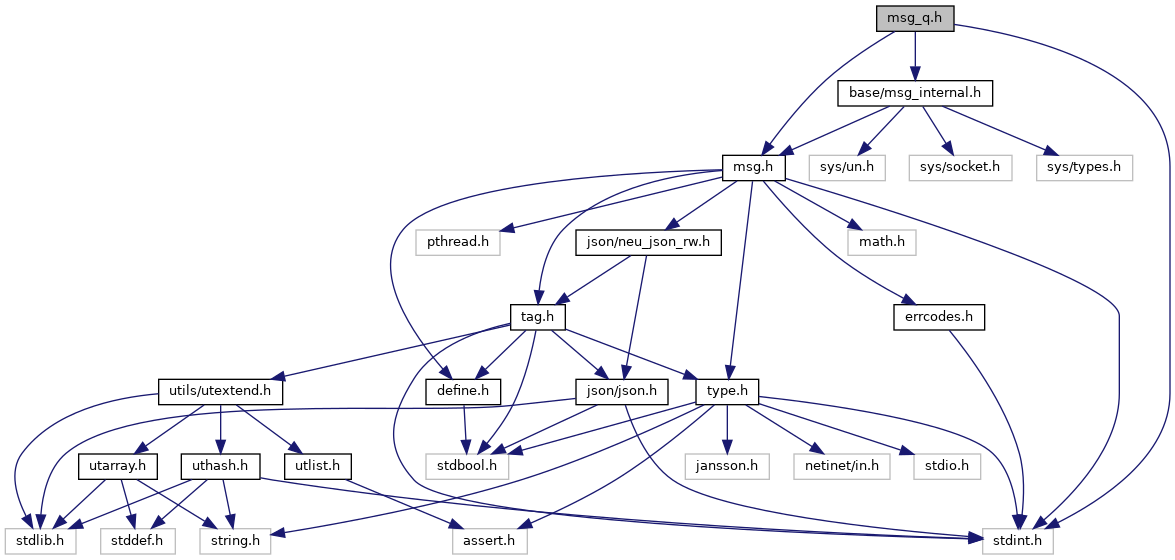 msg_q.h
base/msg_internal.h
msg.h
sys/un.h
sys/socket.h
sys/types.h
pthread.h
json/neu_json_rw.h
math.h
tag.h
errcodes.h
utils/utextend.h
define.h
json/json.h
type.h
utarray.h
uthash.h
utlist.h
stdbool.h
jansson.h
netinet/in.h
stdio.h
stdlib.h
stddef.h
string.h
assert.h
stdint.h